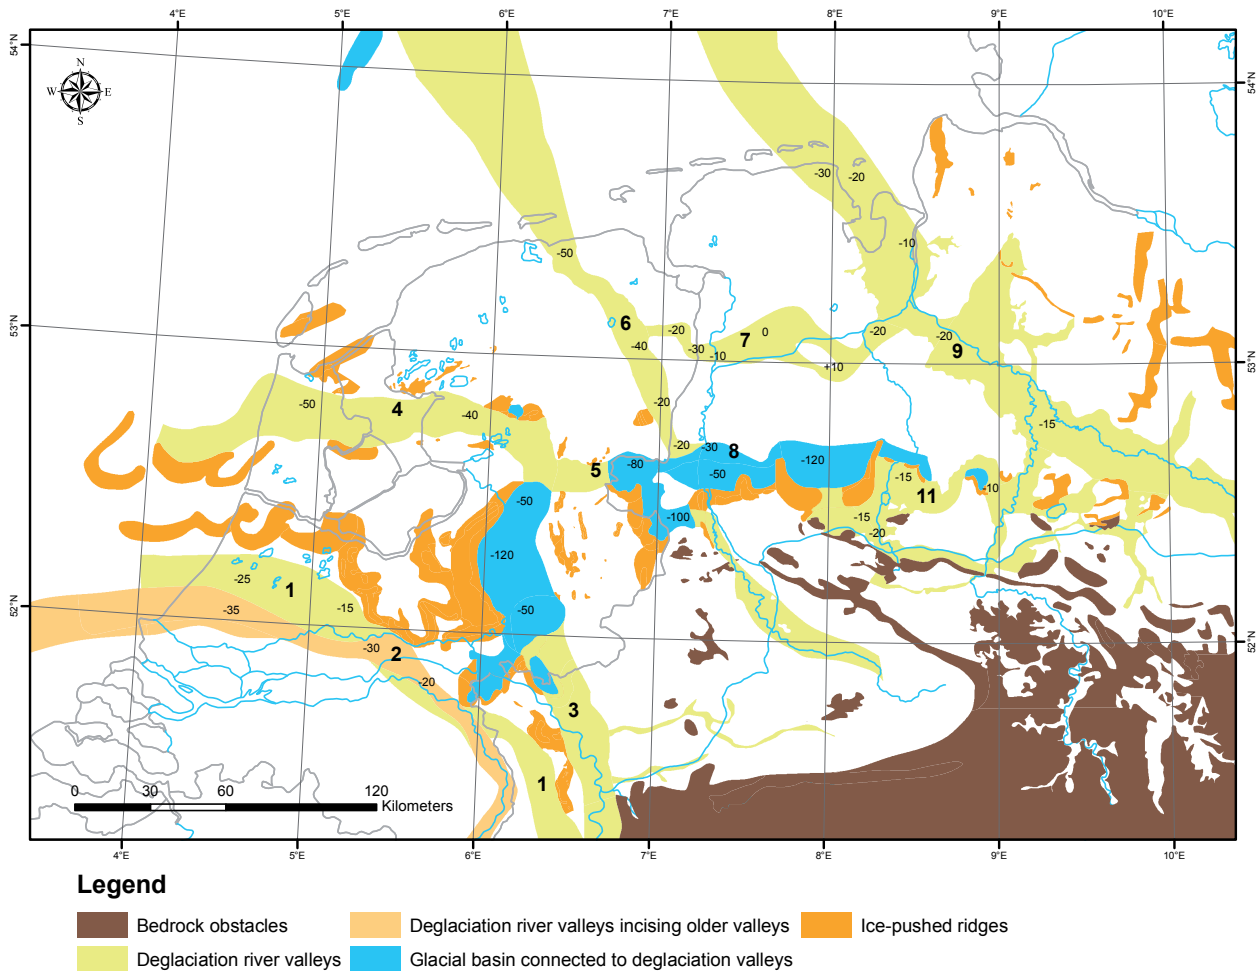 4°E 5°E 6°E 7°E 8°E 9°E 10°E
54°N 54°N
N
W E
S
-30 -20
-10
-50
53°N 6 -20 7 0 -20 -20 53°N
-40 -30 -10 9
+10
-50 4 -40 -20 -15
-20 -30 8
5 -80 -50 -120 -15 -10
11
-50 -100 -15
-20
-120
-25 1
52°N -35 -15 -50 52°N
-30 2
-20
3
1
0 30 60 120
Kilometers
4°E 5°E 6°E 7°E 8°E 9°E 10°E
Legend
Bedrock obstacles Deglaciation river valleys incising older valleys Ice-pushed ridges
Deglaciation river valleys Glacial basin connected to deglaciation valleys